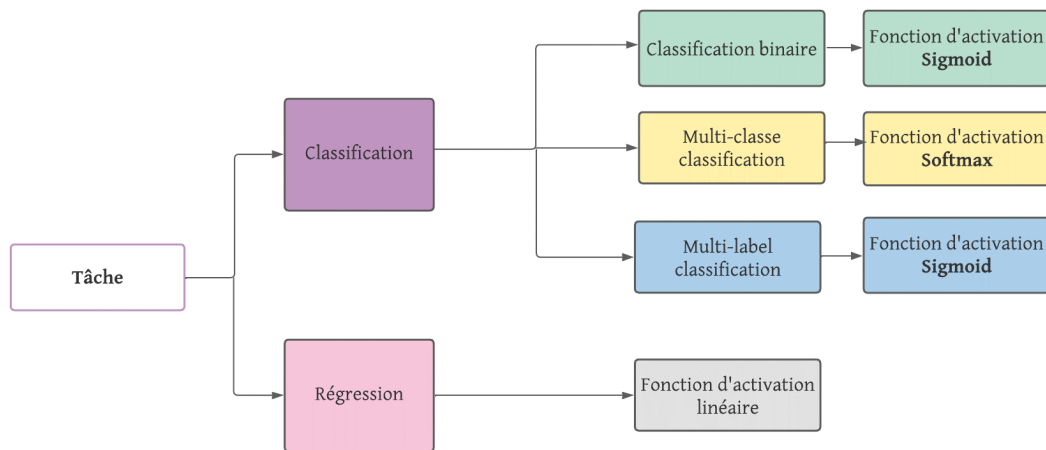 Tâche
Classification
Classification binaire
Fonction d'activation
Sigmoid
Multi-classe
classification
Fonction d'activation
Softmax
Multi-label
classification
Fonction d'activation
Sigmoid
Régression
Fonction d'activation
linéaire